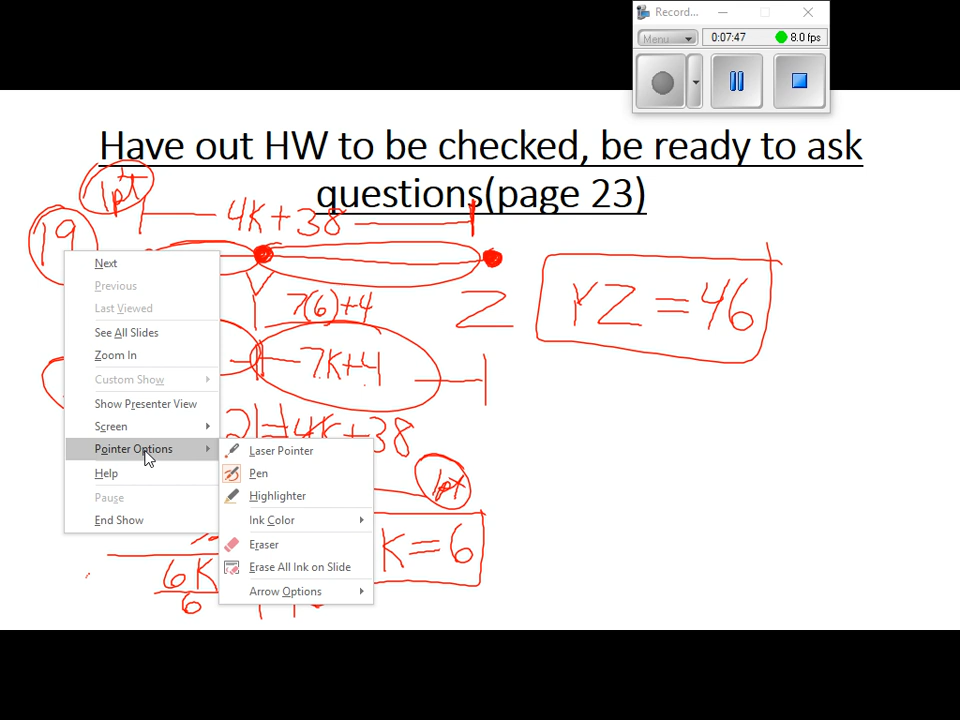 Record...
Menu
0:07:47
8.0 fps
Have out HW to be checked, be ready to ask
questions(page 23)
1pt
19
4K+38
Y
Z
7(6)+4
YZ = 46
7K+4
21=4K+38
1pt
K=6
6K
6
Next
Previous
Last Viewed
See All Slides
Zoom In
Custom Show
Show Presenter View
Screen
Pointer Options
Help
Pause
End Show
Laser Pointer
Pen
Highlighter
Ink Color
Eraser
Erase All Ink on Slide
Arrow Options